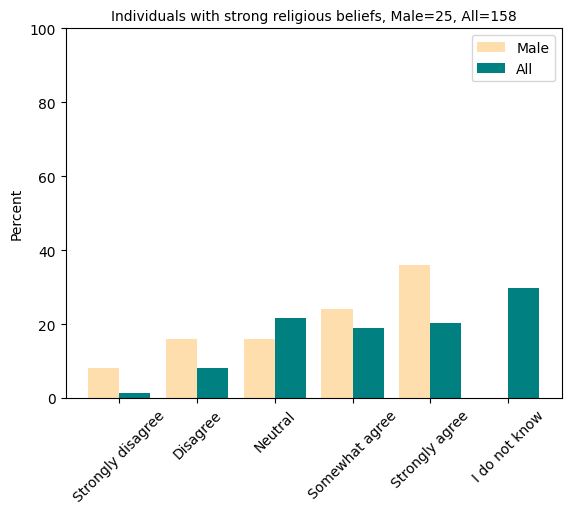 Individuals with strong religious beliefs, Male=25, All=158
Male
All
Percent
100
80
60
40
20
0
Strongly disagree
Disagree
Neutral
Somewhat agree
Strongly agree
I do not know